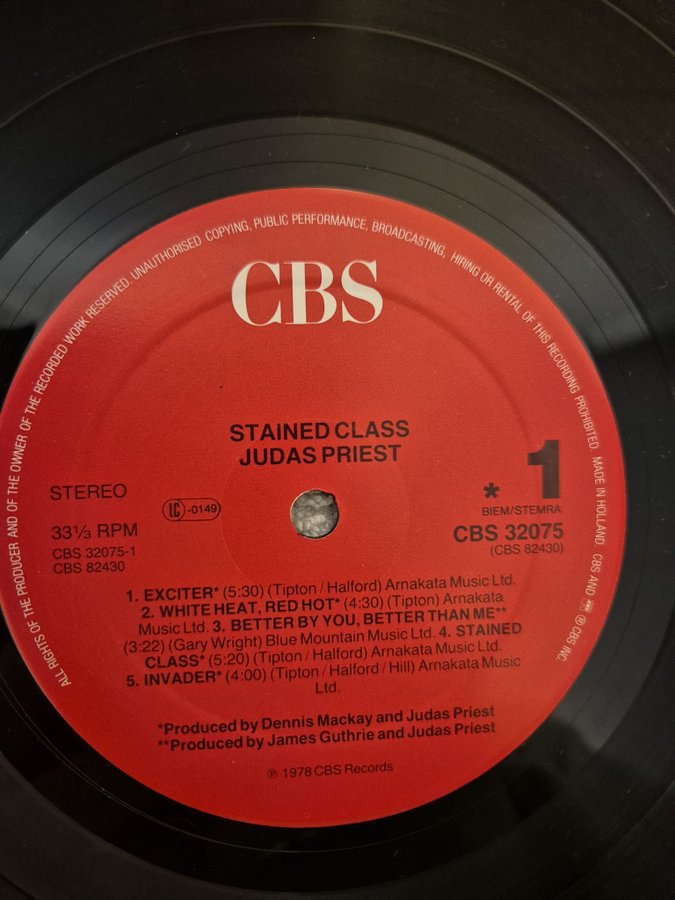 ALL RIGHTS OF THE PRODUCER AND OF THE OWNER OF THE RECORDED WORK RESERVED. UNAUTHORISED COPYING, PUBLIC PERFORMANCE, BROADCASTING, HIRING OR RENTAL OF THIS RECORDING PROHIBITED. MADE IN HOLLAND. CBS AND ℗ CBS INC.
CBS
STAINED CLASS
JUDAS PRIEST
STEREO
LC -0149
* 1
BIEM/STEMRA
33⅓ RPM
CBS 32075
CBS 32075-1
(CBS 82430)
CBS 82430
1. EXCITER* (5:30) (Tipton / Halford) Arnakata Music Ltd.
2. WHITE HEAT, RED HOT* (4:30) (Tipton) Arnakata
Music Ltd. 3. BETTER BY YOU, BETTER THAN ME**
(3:22) (Gary Wright) Blue Mountain Music Ltd. 4. STAINED
CLASS* (5:20) (Tipton / Halford) Arnakata Music Ltd.
5. INVADER* (4:00) (Tipton / Halford / Hill) Arnakata Music
Ltd.
*Produced by Dennis Mackay and Judas Priest
**Produced by James Guthrie and Judas Priest
℗ 1978 CBS Records